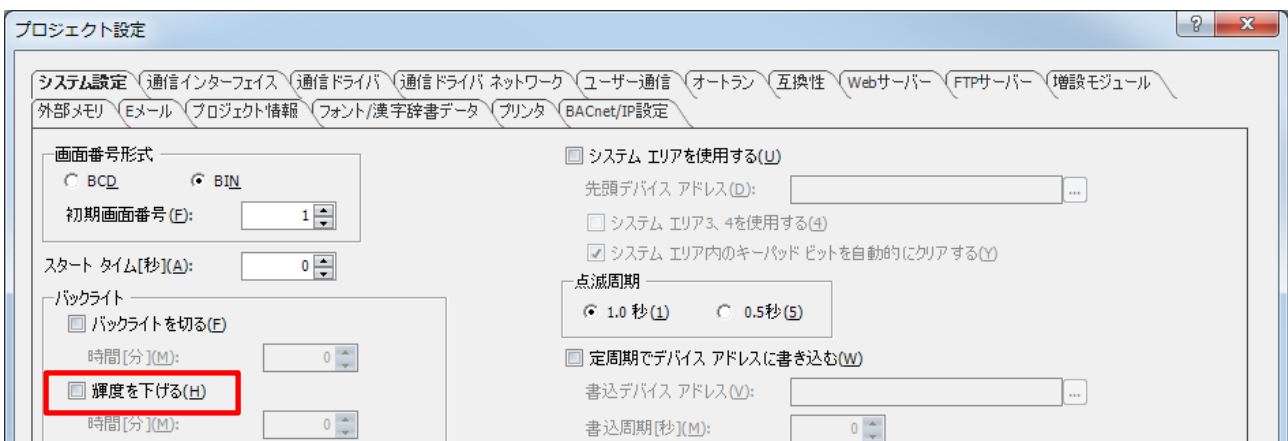 プロジェクト設定
システム設定 通信インターフェイス 通信ドライバ 通信ドライバ ネットワーク ユーザー通信 オートラン 互換性 Webサーバー FTPサーバー 増設モジュール
外部メモリ Eメール プロジェクト情報 フォント/漢字辞書データ プリンタ BACnet/IP設定
画面番号形式
BCD BIN
初期画面番号(F): 1
スタート タイム[秒](A): 0
バックライト
バックライトを切る(F)
時間[分](M): 0
輝度を下げる(H)
時間[分](M): 0
システム エリアを使用する(U)
先頭デバイス アドレス(D): ...
システム エリア3、4を使用する(4)
システム エリア内のキーパッド ビットを自動的にクリアする(Y)
点滅周期
1.0 秒(1) 0.5秒(5)
定周期でデバイス アドレスに書き込む(W)
書込デバイス アドレス(V): ...
書込周期[秒](M): 0